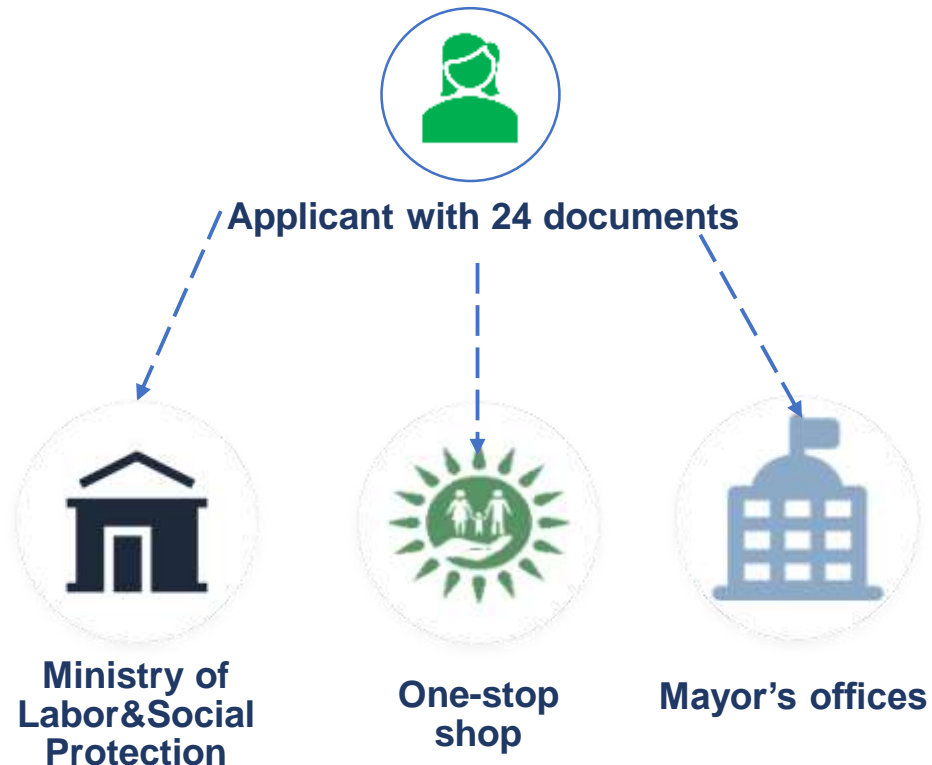 Applicant with 24 documents
Ministry of
Labor&Social
Protection
One-stop
shop
Mayor’s offices